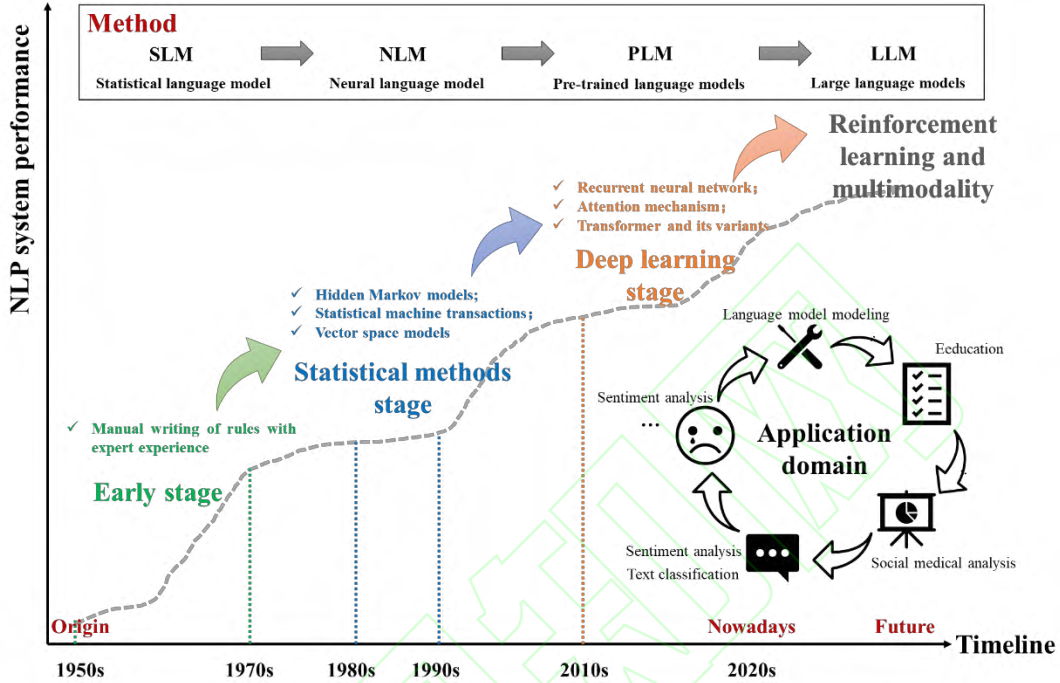 Method
SLM
NLM
PLM
LLM
Statistical language model
Neural language model
Pre-trained language models
Large language models
NLP system performance
Reinforcement
learning and
multimodality
✓ Recurrent neural network;
✓ Attention mechanism;
✓ Transformer and its variants
Deep learning
stage
✓ Hidden Markov models;
✓ Statistical machine transactions;
✓ Vector space models
Statistical methods
stage
✓ Manual writing of rules with
expert experience
Early stage
Language model modeling
Eeducation
Sentiment analysis
...
Application
domain
Sentiment analysis
Text classification
Social medical analysis
Origin
Nowadays
Future
Timeline
1950s
1970s
1980s
1990s
2010s
2020s